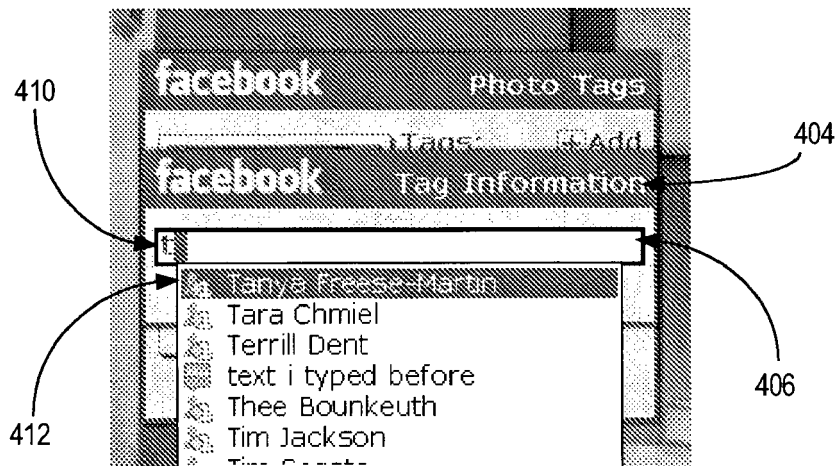 facebook Photo Tags
410
Tags: Add
404
facebook Tag Information
t
Tanya Freese-Martin
Tara Chmiel
Terrill Dent
text i typed before
406
Thee Bounkeuth
412
Tim Jackson
Tim